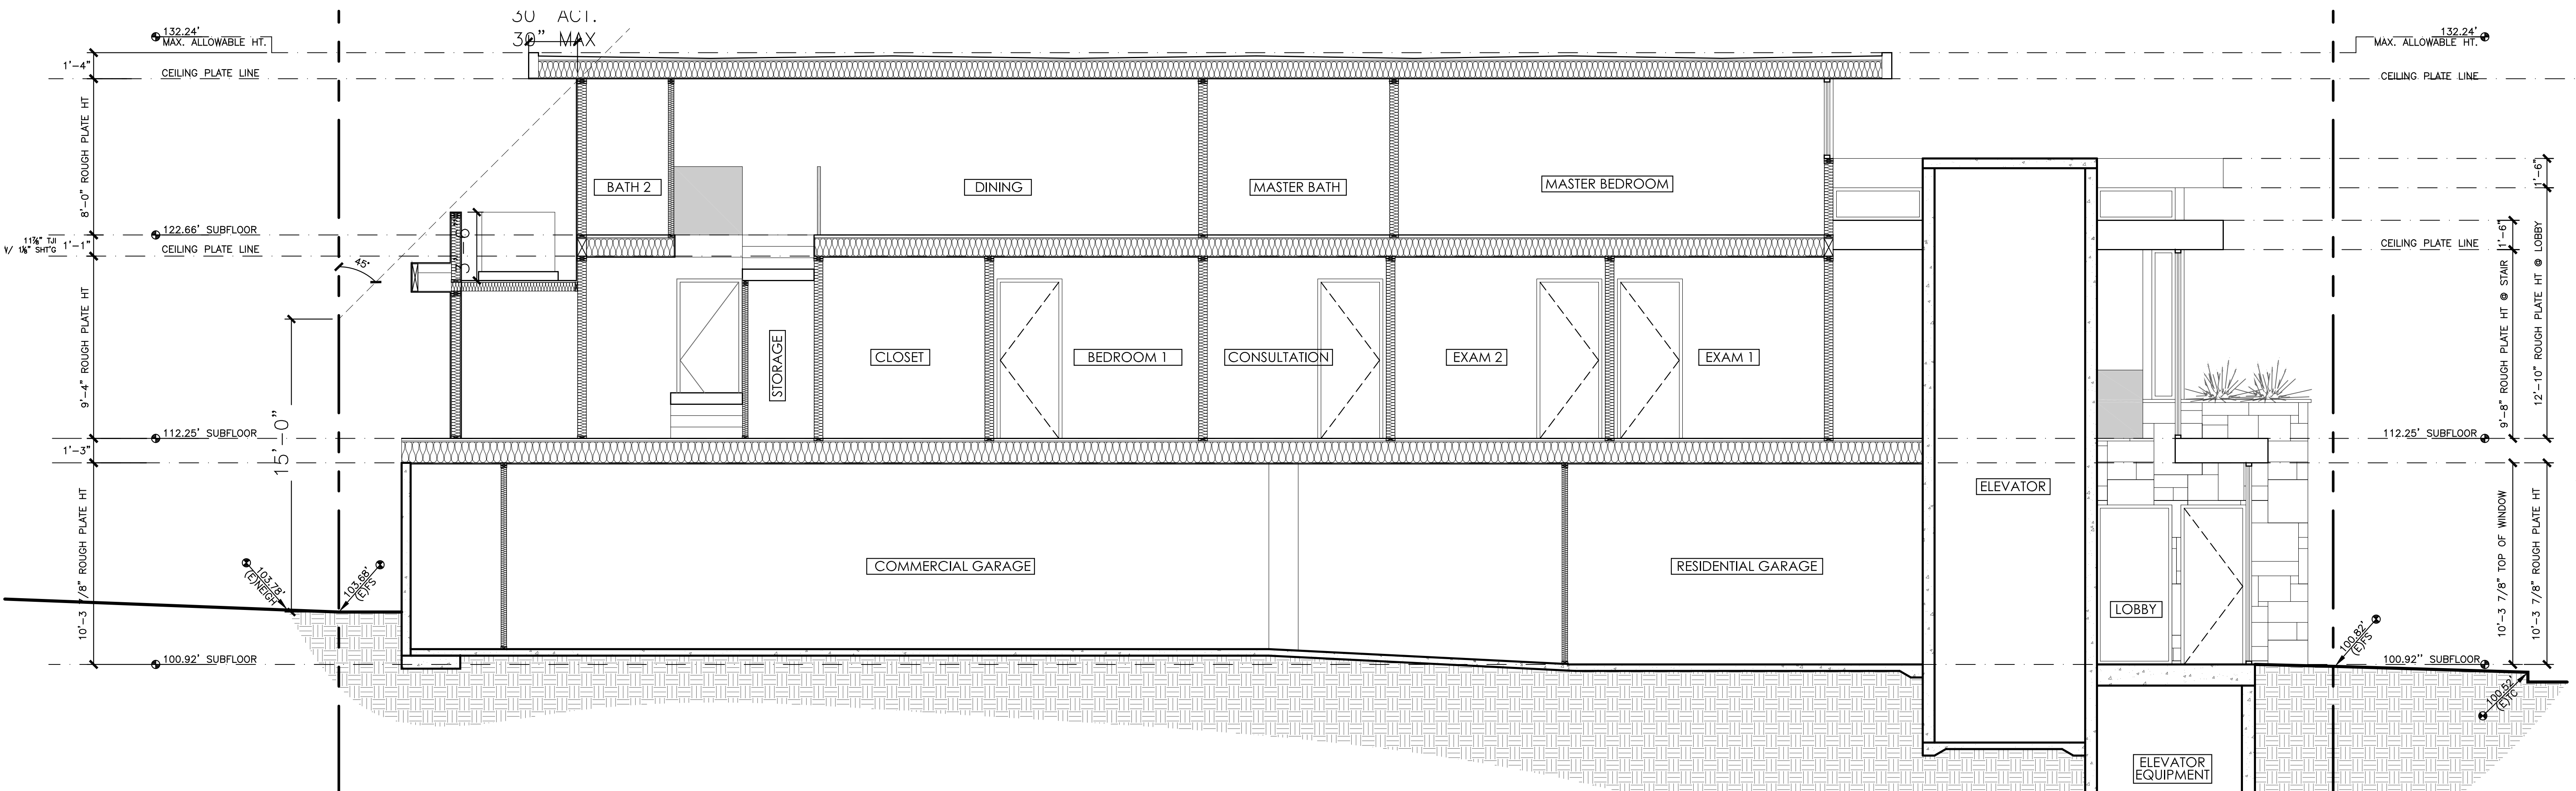 30" ACT.
30" MAX
132.24'
MAX. ALLOWABLE HT.
132.24'
MAX. ALLOWABLE HT.
1'-4"
CEILING PLATE LINE
CEILING PLATE LINE
8'-0" ROUGH PLATE HT
BATH 2
DINING
MASTER BATH
MASTER BEDROOM
1'-6"
122.66' SUBFLOOR
11⅞" TJI
1'-1"
CEILING PLATE LINE
3'-6"
45°
1'-6"
CEILING PLATE LINE
9'-4" ROUGH PLATE HT
STORAGE
CLOSET
BEDROOM 1
CONSULTATION
EXAM 2
EXAM 1
9'-8" ROUGH PLATE HT @ STAIR
12'-10" ROUGH PLATE HT @ LOBBY
15'-0"
112.25' SUBFLOOR
112.25' SUBFLOOR
1'-3"
ELEVATOR
10'-3 7/8" ROUGH PLATE HT
103.78'
(E)NEIGH
103.68'
(E)FS
COMMERCIAL GARAGE
RESIDENTIAL GARAGE
LOBBY
10'-3 7/8" TOP OF WINDOW
10'-3 7/8" ROUGH PLATE HT
100.92' SUBFLOOR
100.82'
(E)FS
100.92'' SUBFLOOR
100.52'
(E)TC
ELEVATOR
EQUIPMENT